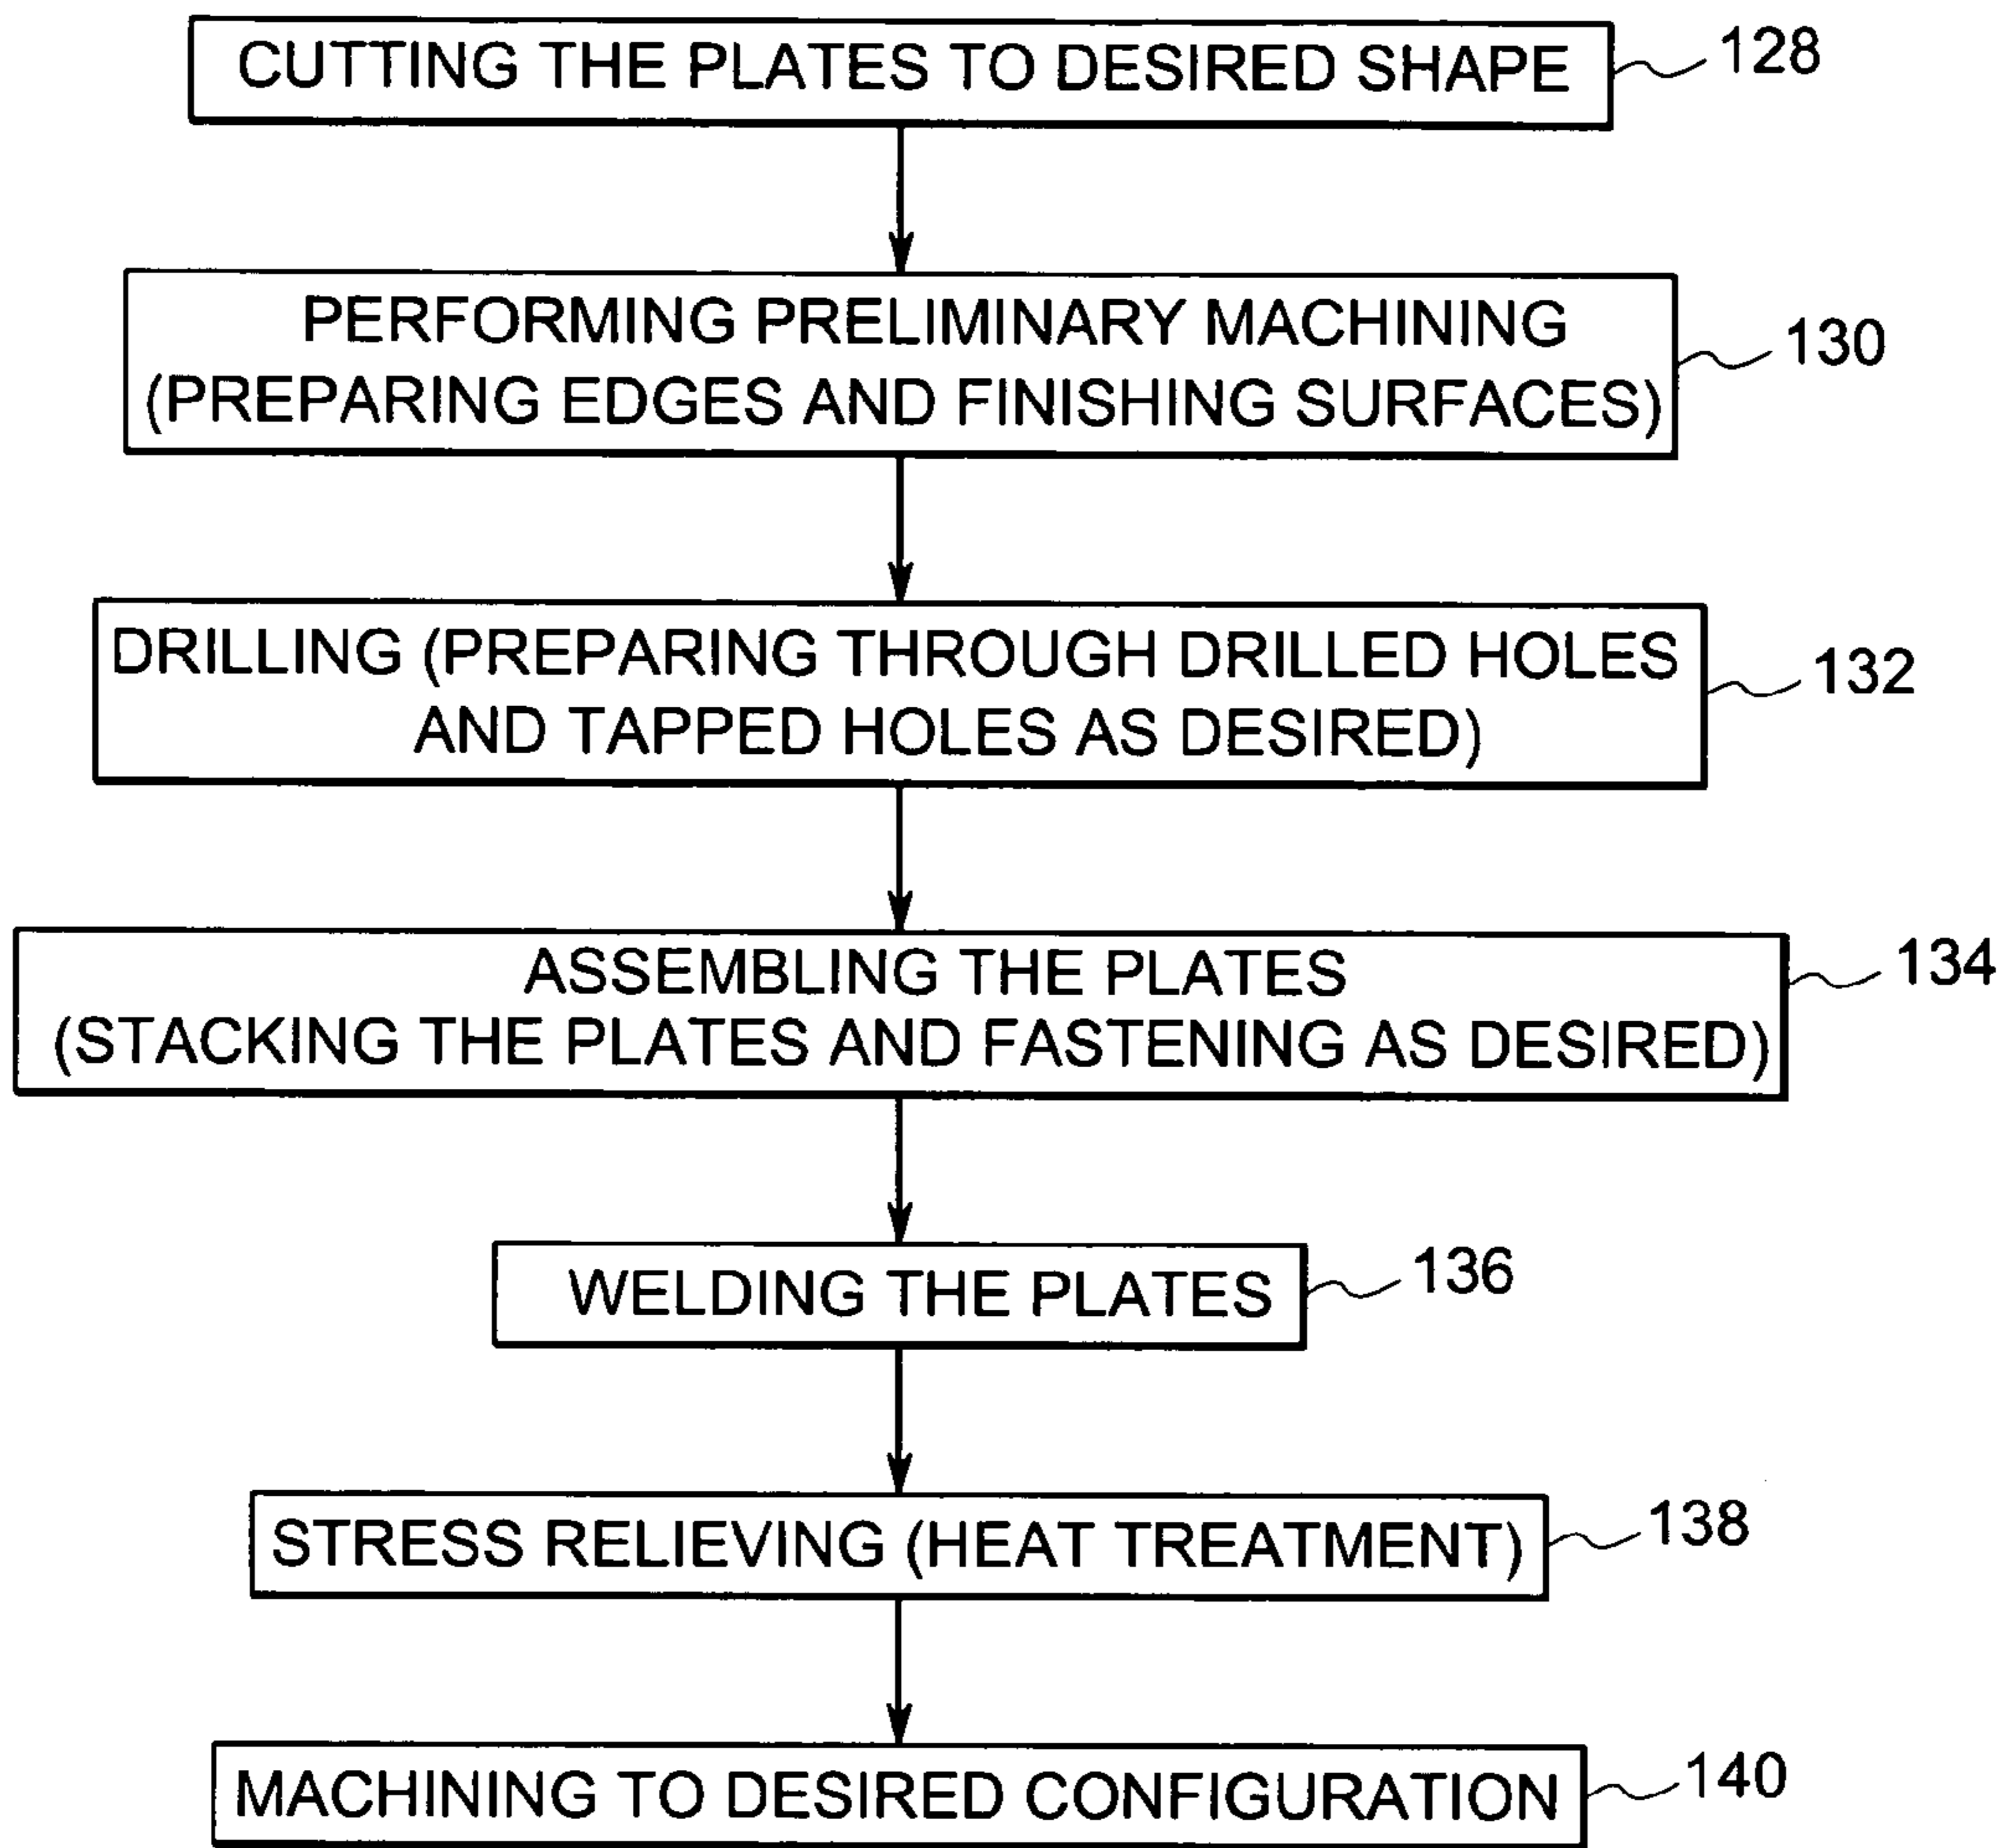 CUTTING THE PLATES TO DESIRED SHAPE
128
PERFORMING PRELIMINARY MACHINING
(PREPARING EDGES AND FINISHING SURFACES)
130
DRILLING (PREPARING THROUGH DRILLED HOLES
AND TAPPED HOLES AS DESIRED)
132
ASSEMBLING THE PLATES
(STACKING THE PLATES AND FASTENING AS DESIRED)
134
WELDING THE PLATES
136
STRESS RELIEVING (HEAT TREATMENT)
138
MACHINING TO DESIRED CONFIGURATION
140